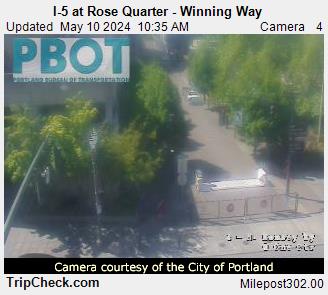 I-5 at Rose Quarter - Winning Way
Updated May 10 2024 10:35 AM Camera 4
PBOT
PORTLAND BUREAU OF TRANSPORTATION
Camera courtesy of the City of Portland
TripCheck.com Milepost302.00